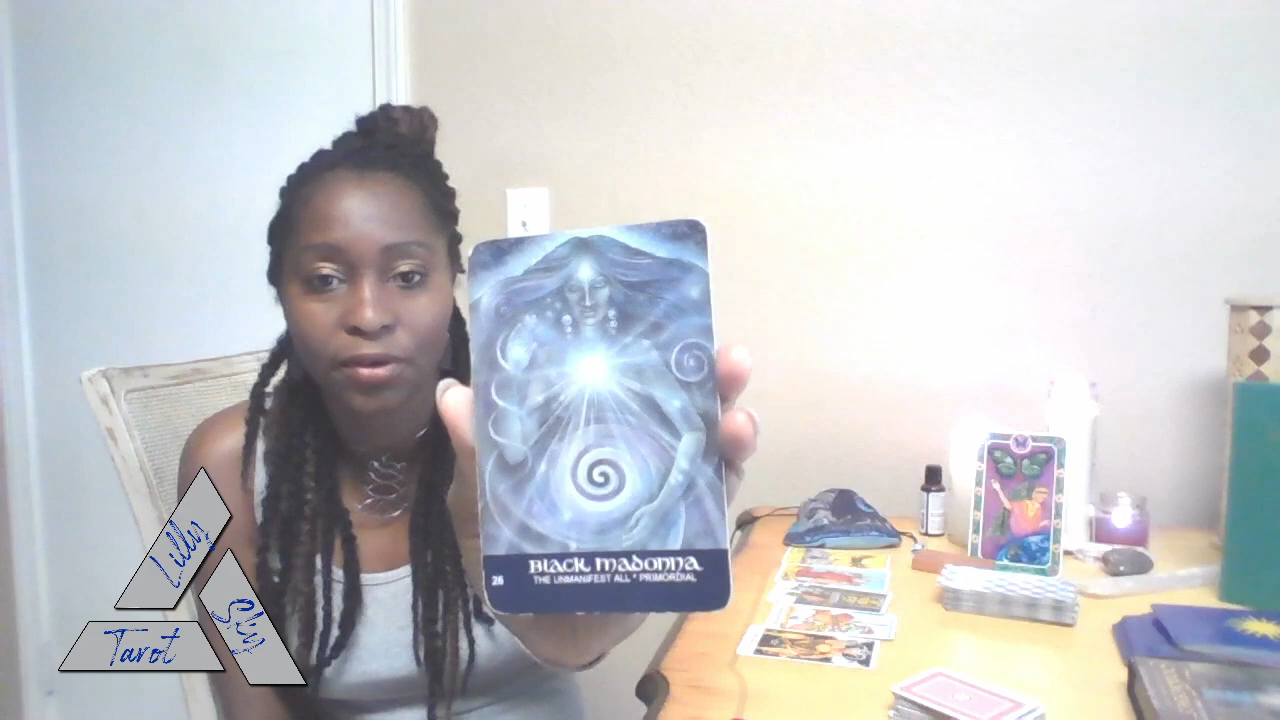 26
BLACK MADONNA
THE UNMANIFEST ALL * PRIMORDIAL
Lilly
Sky
Tarot